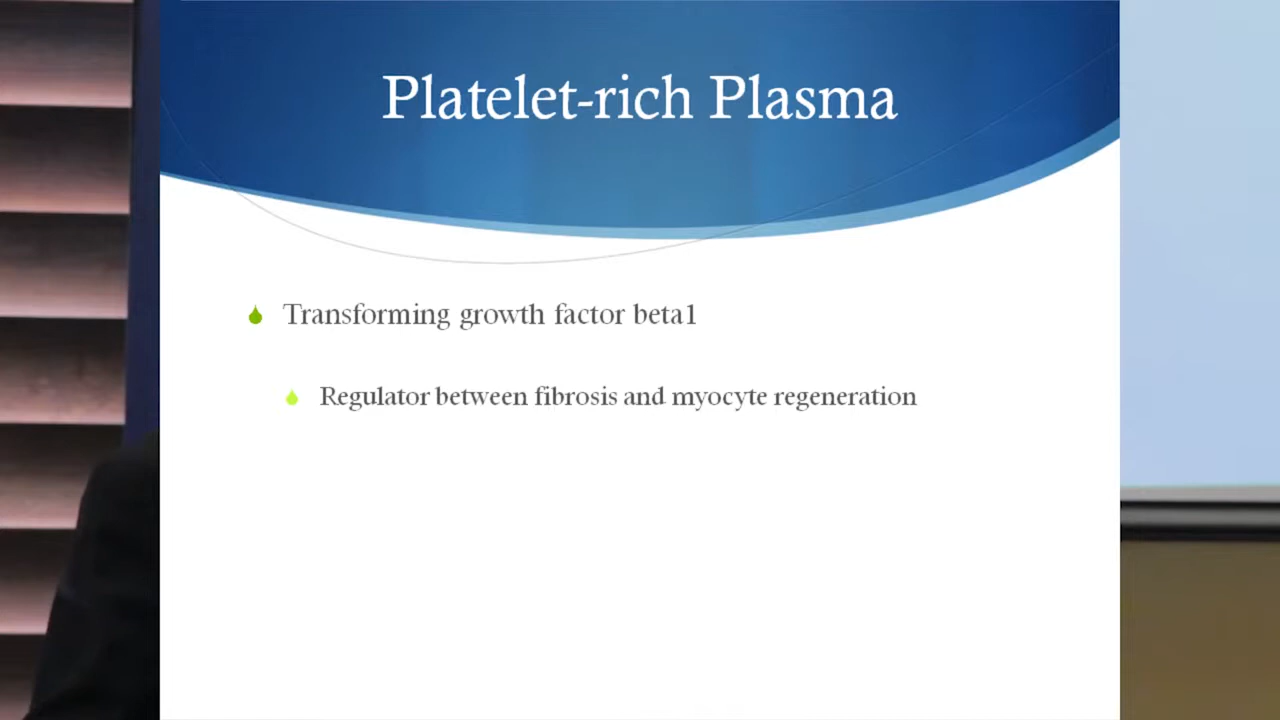 Platelet-rich Plasma
Transforming growth factor beta1
Regulator between fibrosis and myocyte regeneration